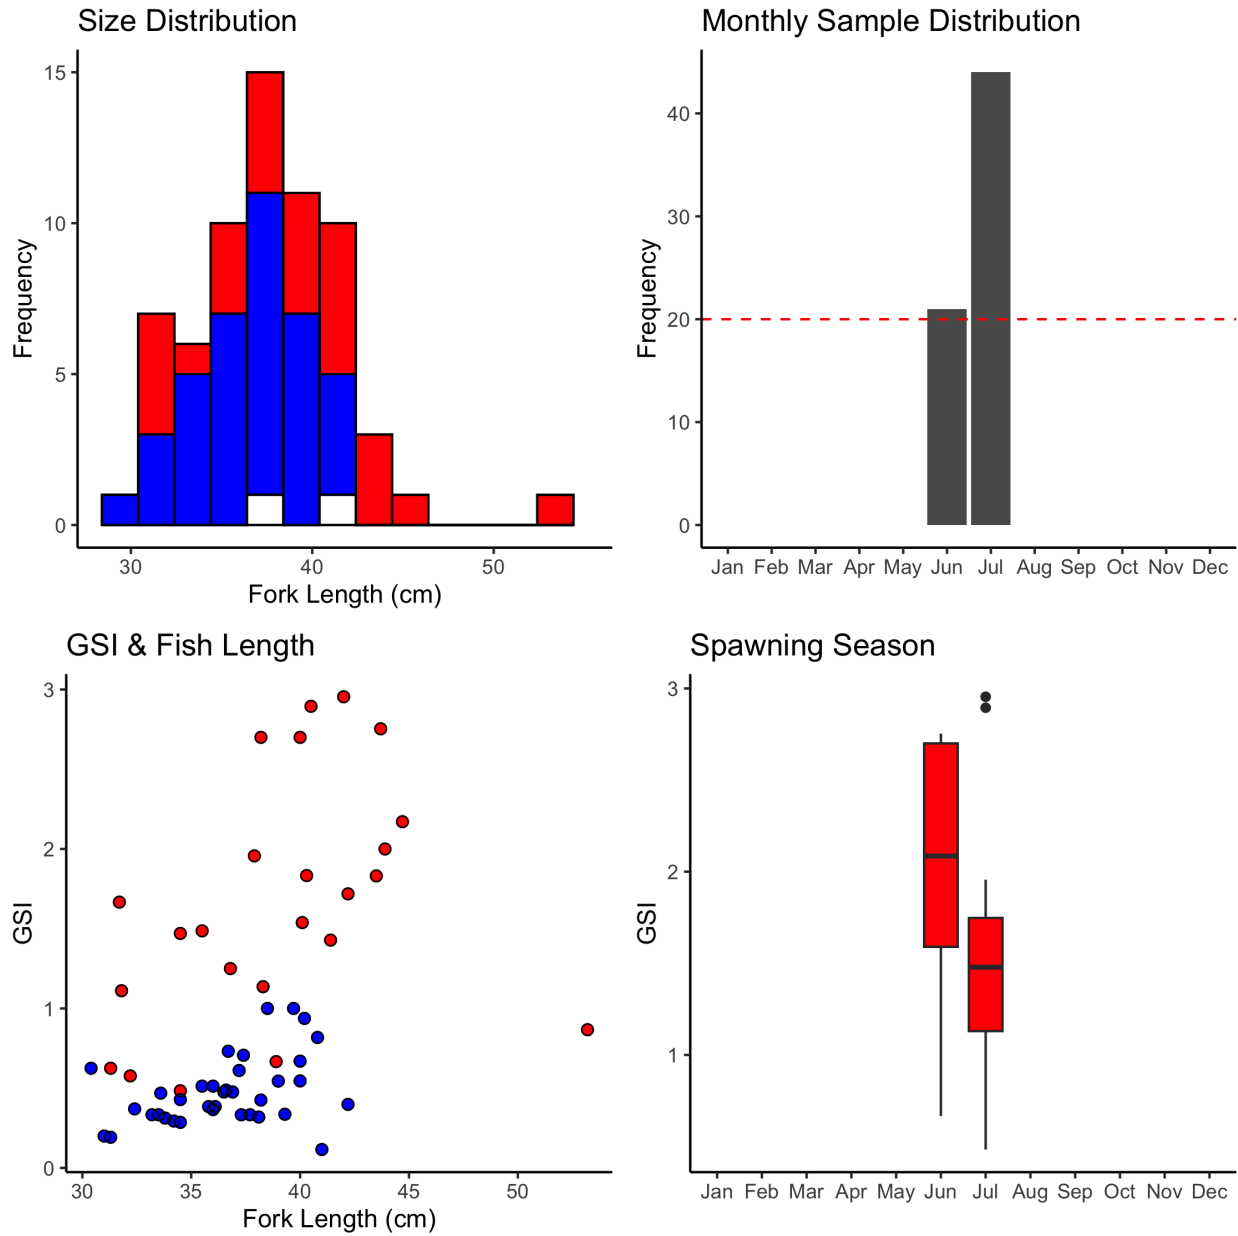 Size Distribution
Frequency
15
10
5
0
30 40 50
Fork Length (cm)
Monthly Sample Distribution
Frequency
40
30
20
10
0
Jan Feb Mar Apr May Jun Jul Aug Sep Oct Nov Dec
GSI & Fish Length
GSI
3
2
1
0
30 35 40 45 50
Fork Length (cm)
Spawning Season
GSI
3
2
1
Jan Feb Mar Apr May Jun Jul Aug Sep Oct Nov Dec